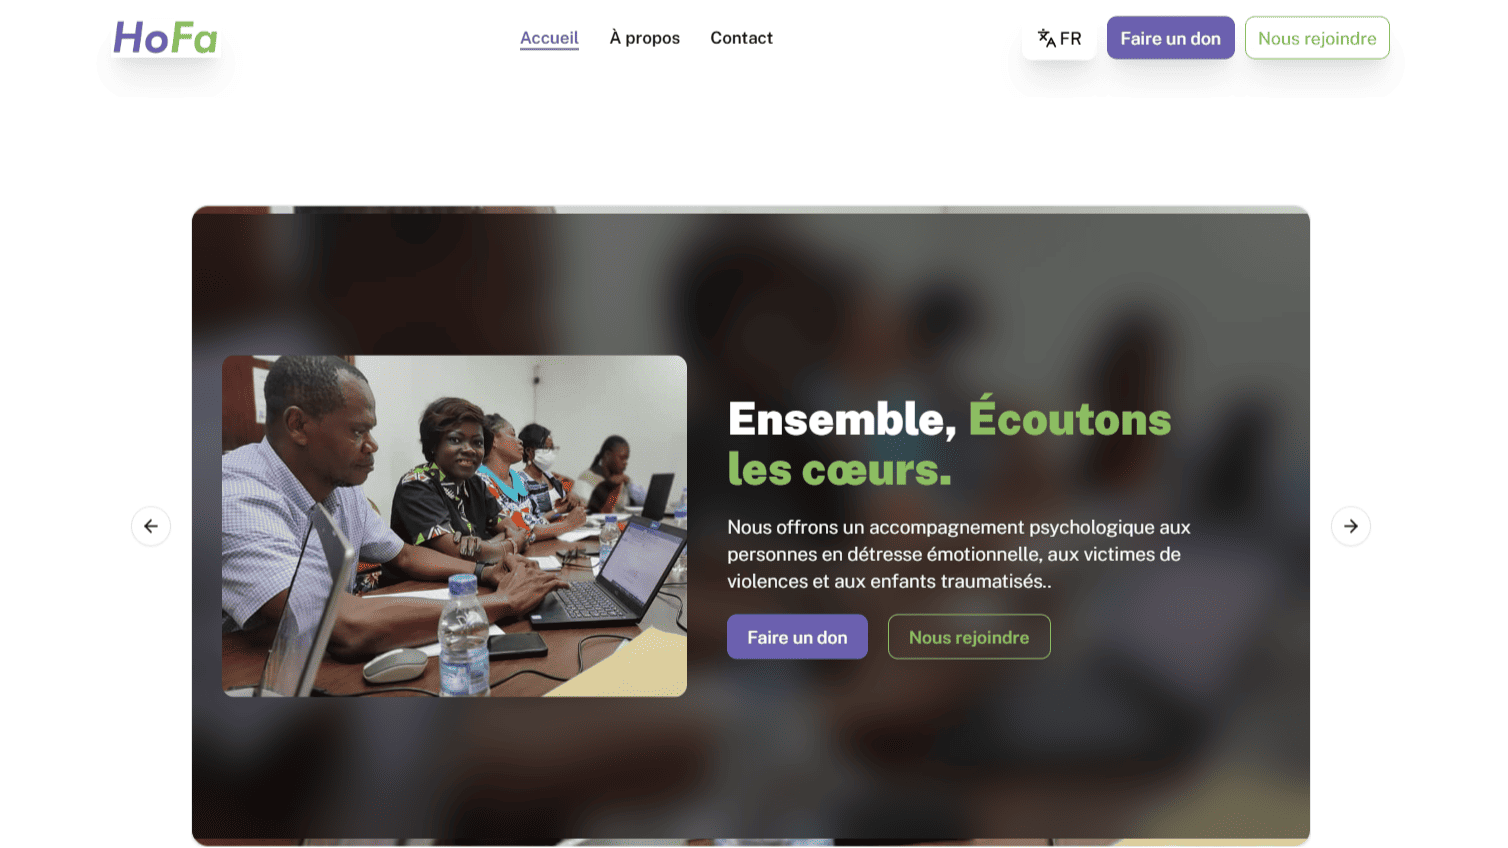 HoFa
Accueil
À propos
Contact
FR
Faire un don
Nous rejoindre
Ensemble, Écoutons
les cœurs.
Nous offrons un accompagnement psychologique aux
personnes en détresse émotionnelle, aux victimes de
violences et aux enfants traumatisés..
Faire un don
Nous rejoindre